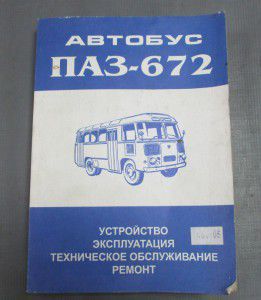 АВТОБУС
ПАЗ-672
УСТРОЙСТВО
ЭКСПЛУАТАЦИЯ
ТЕХНИЧЕСКОЕ ОБСЛУЖИВАНИЕ
РЕМОНТ